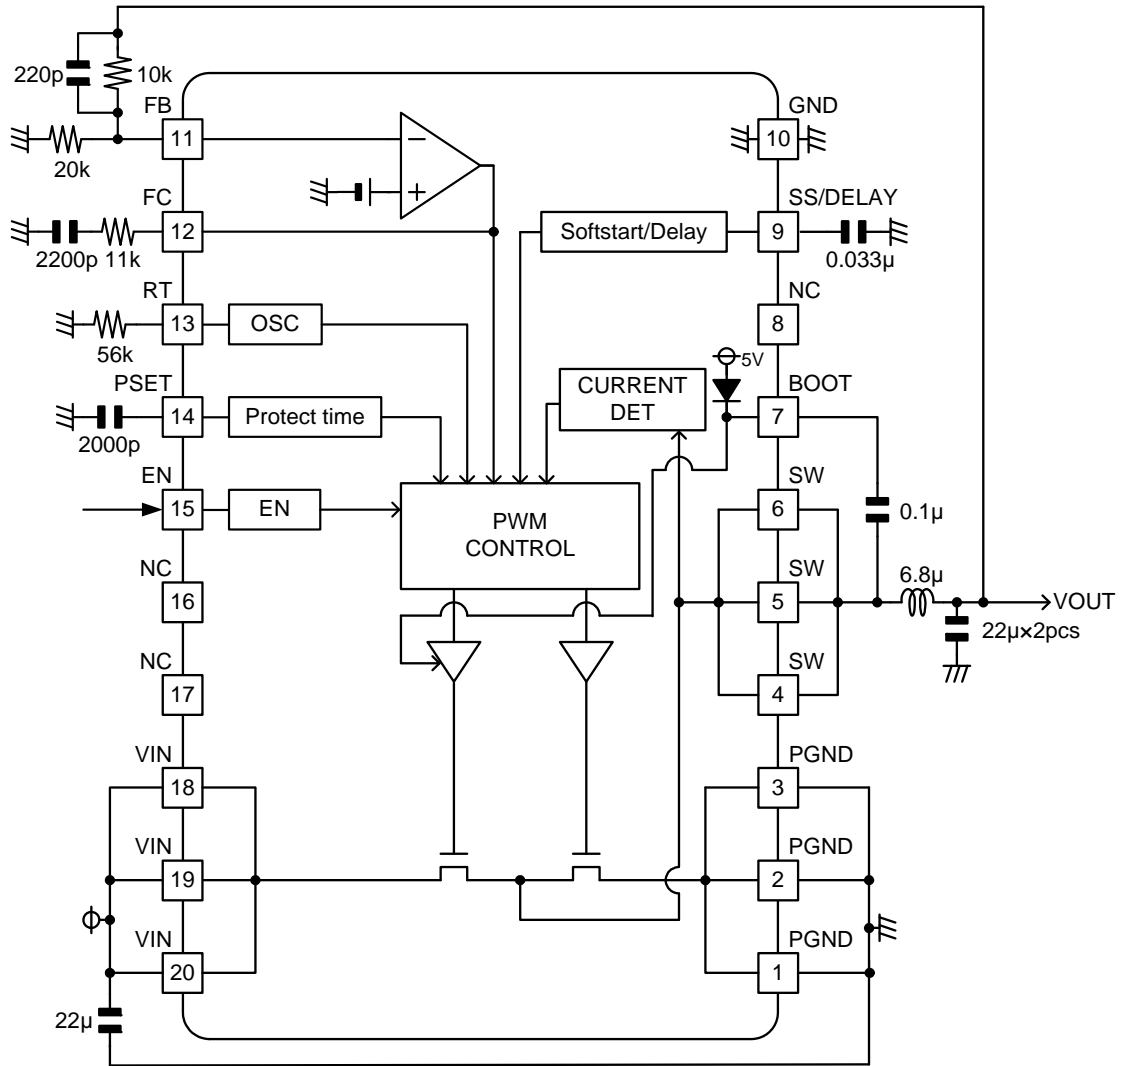 220p
10k
FB
11
20k
FC
12
2200p
11k
RT
13
OSC
56k
PSET
14
Protect time
2000p
EN
15
EN
NC
16
NC
17
VIN
18
VIN
19
VIN
20
22µ
−
+
Softstart/Delay
CURRENT
DET
5V
PWM
CONTROL
GND
10
SS/DELAY
9
0.033µ
NC
8
BOOT
7
SW
6
0.1µ
SW
5
6.8µ
VOUT
22µ×2pcs
SW
4
PGND
3
PGND
2
PGND
1